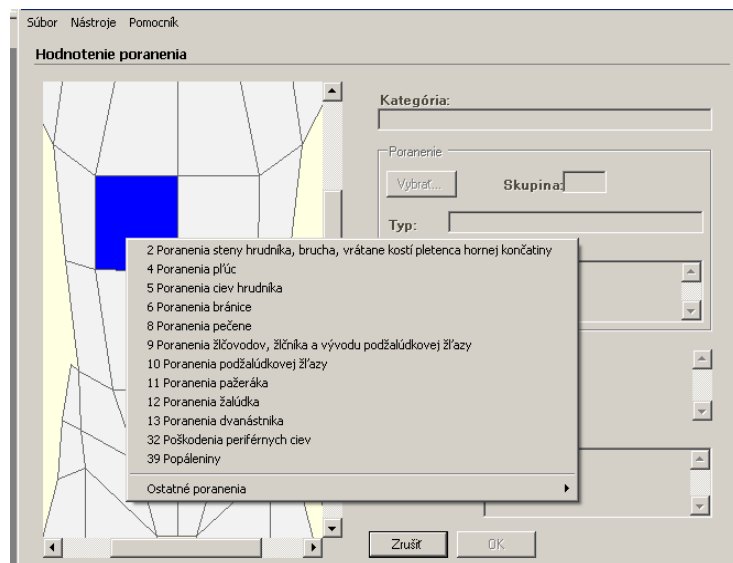 Súbor Nástroje Pomocník
Hodnotenie poranenia
Kategória:
Poranenie
Vybrať...
Skupina:
Typ:
2 Poranenia steny hrudníka, brucha, vrátane kostí pletenca hornej končatiny
4 Poranenia pľúc
5 Poranenia ciev hrudníka
6 Poranenia bránice
8 Poranenia pečene
9 Poranenia žlčovodov, žlčníka a vývodu podžalúdkovej žľazy
10 Poranenia podžalúdkovej žľazy
11 Poranenia pažeráka
12 Poranenia žalúdka
13 Poranenia dvanástnika
32 Poškodenia periférnych ciev
39 Popáleniny
Ostatné poranenia
Zrušiť
OK